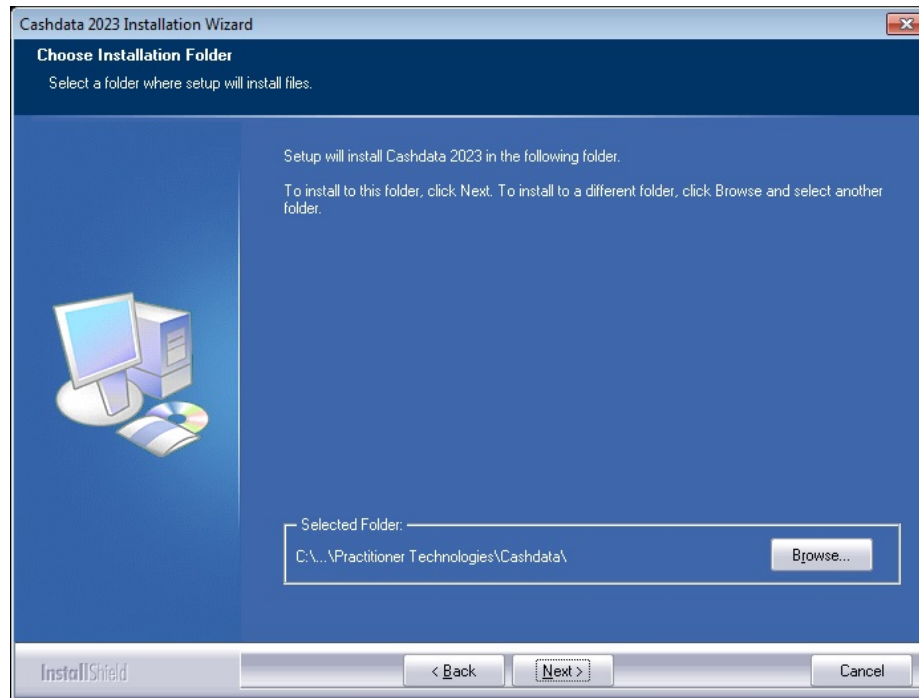 Cashdata 2023 Installation Wizard
Choose Installation Folder
Select a folder where setup will install files.
Setup will install Cashdata 2023 in the following folder.
To install to this folder, click Next. To install to a different folder, click Browse and select another
folder.
Selected Folder:
C:\...\Practitioner Technologies\Cashdata\
Browse...
InstallShield
< Back
Next >
Cancel